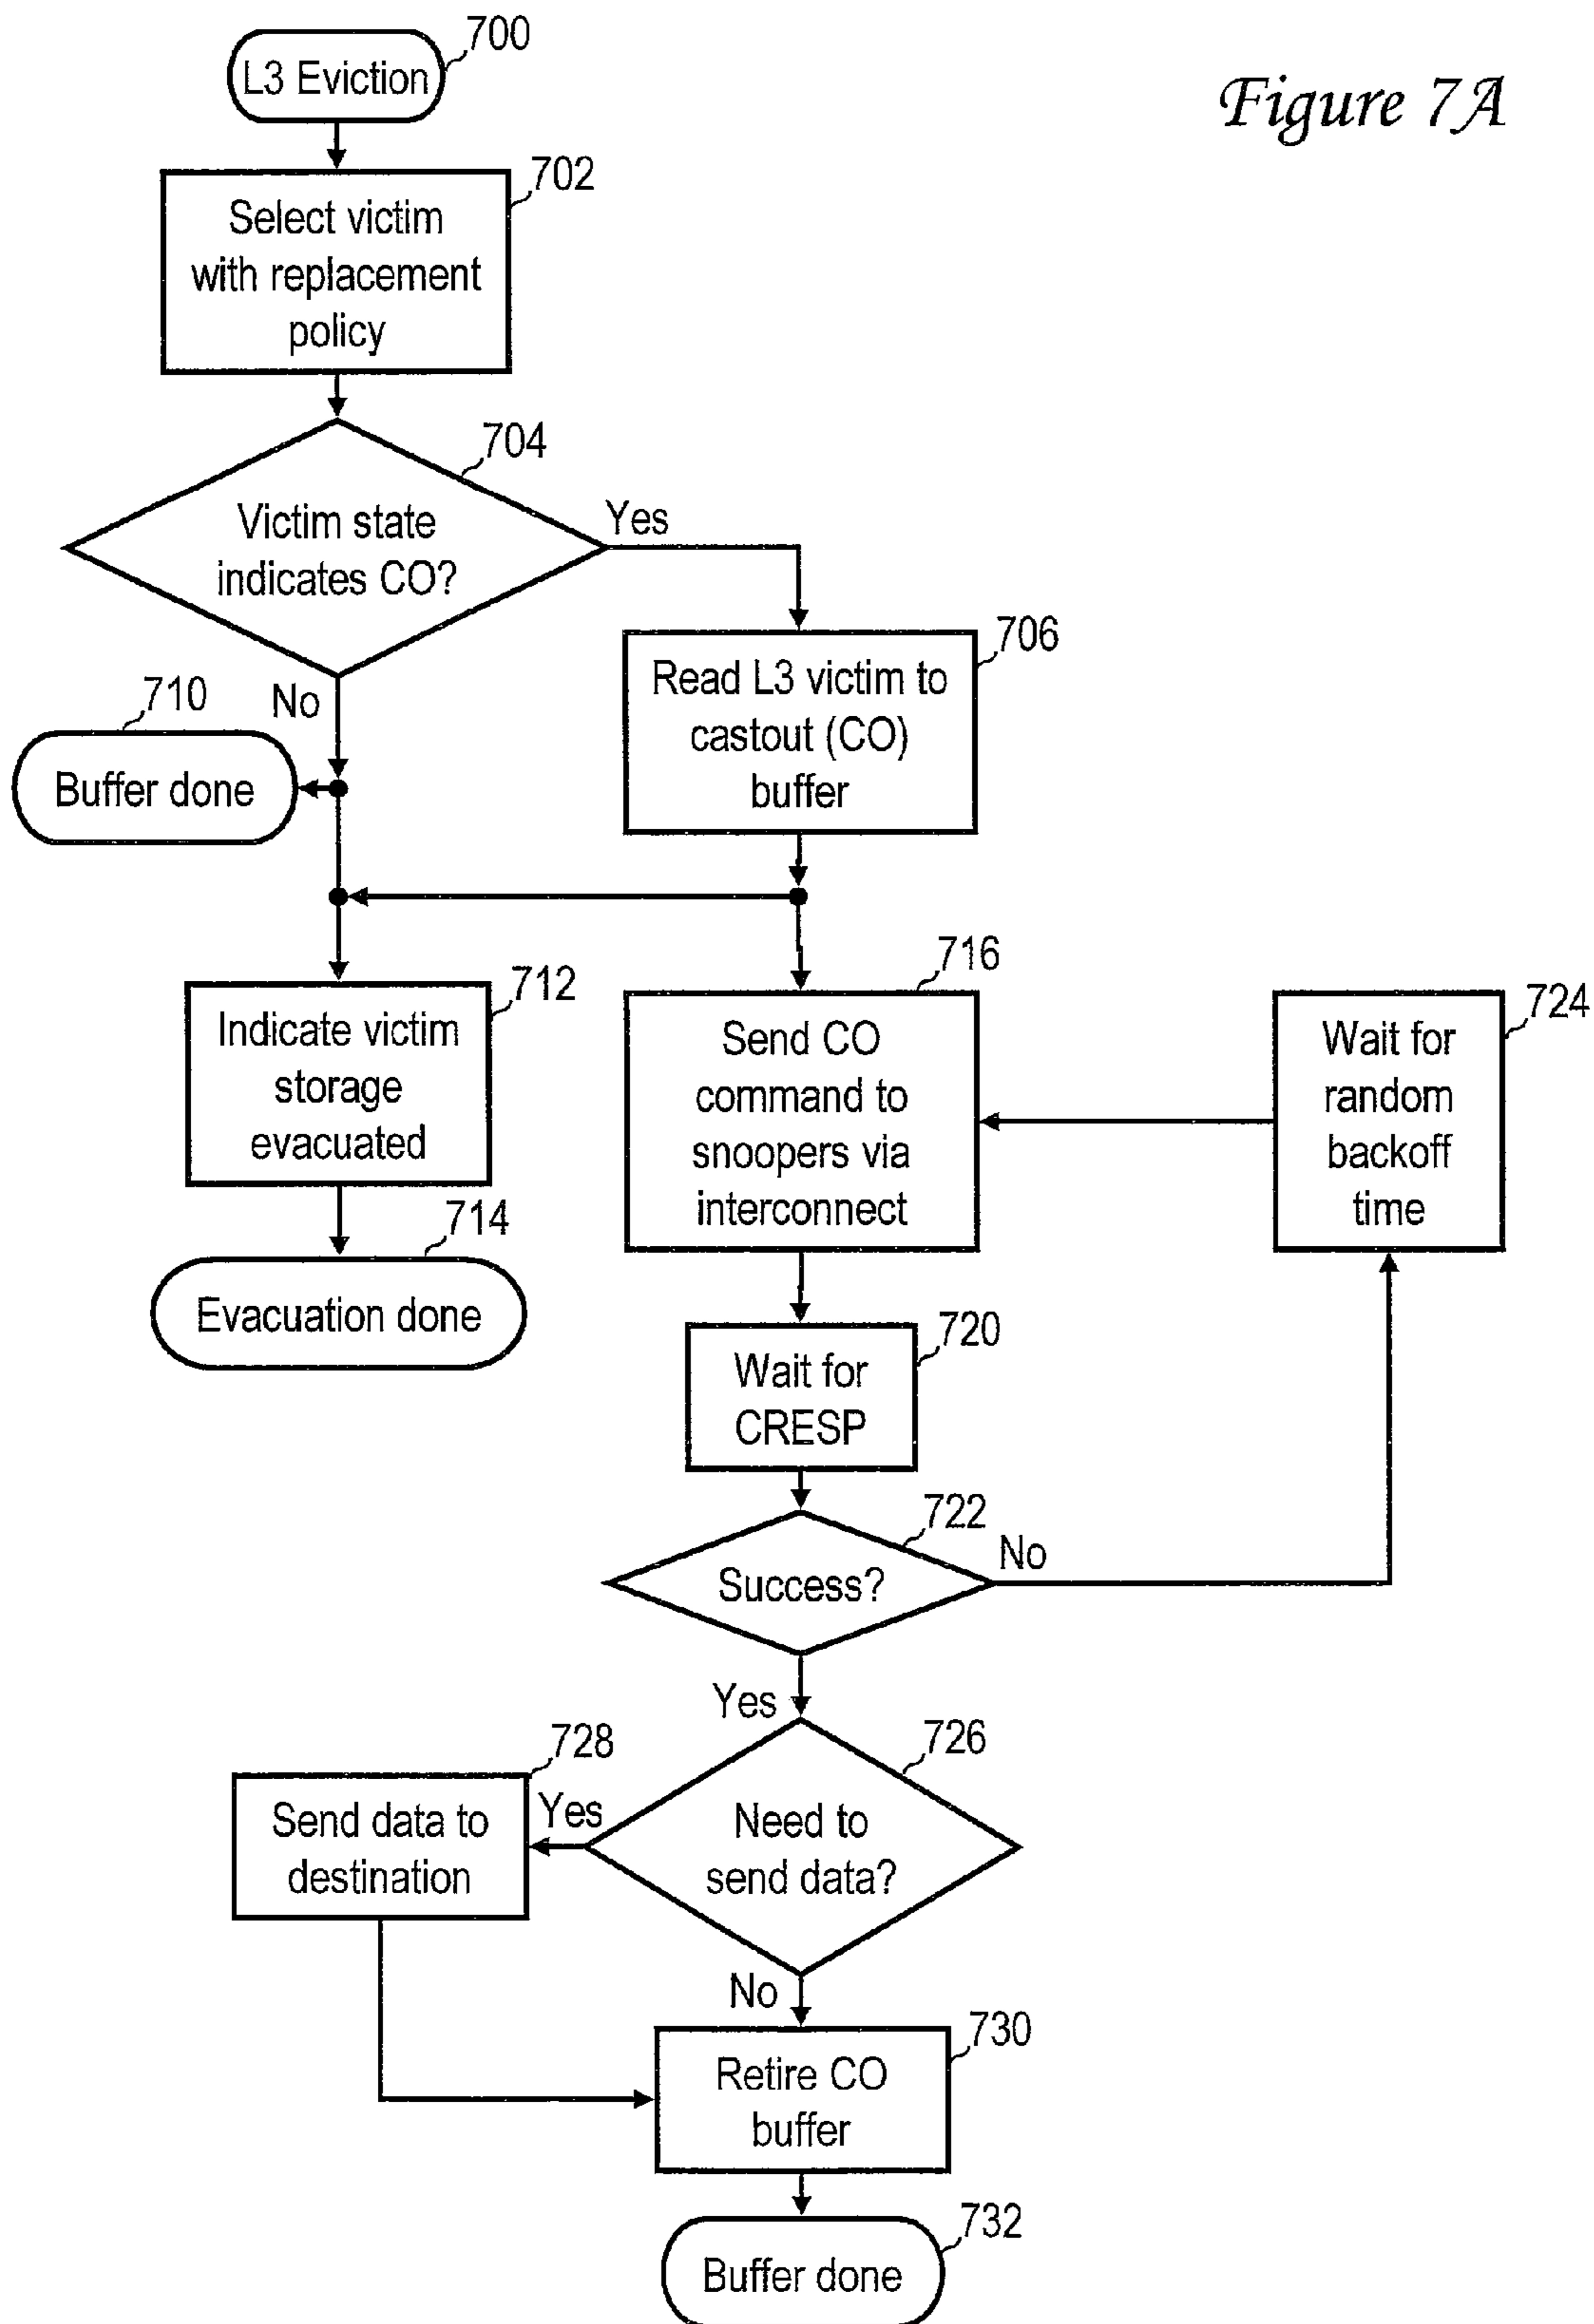 Figure 7A
700
L3 Eviction
702
Select victim
with replacement
policy
704
Victim state
indicates CO?
Yes
No
706
Read L3 victim to
castout (CO)
buffer
710
Buffer done
712
Indicate victim
storage
evacuated
714
Evacuation done
716
Send CO
command to
snoopers via
interconnect
724
Wait for
random
backoff
time
720
Wait for
CRESP
722
Success?
No
Yes
726
Need to
send data?
Yes
728
Send data to
destination
No
730
Retire CO
buffer
732
Buffer done